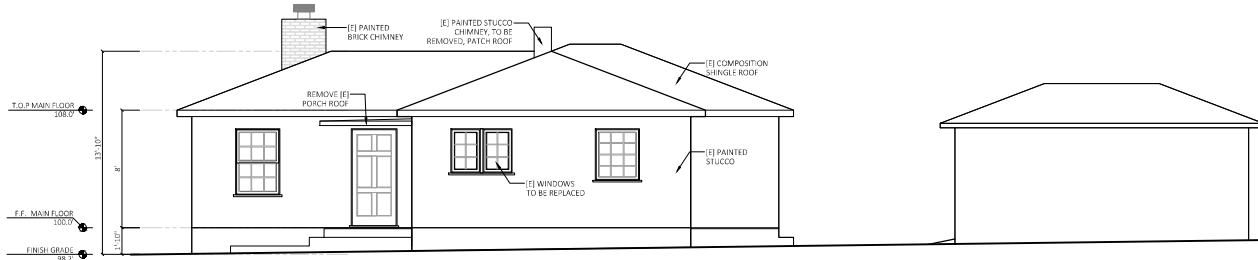 [E] PAINTED
BRICK CHIMNEY
[E] PAINTED STUCCO
CHIMNEY, TO BE
REMOVED, PATCH ROOF
[E] COMPOSITION
SHINGLE ROOF
REMOVE [E]
PORCH ROOF
T.O.P MAIN FLOOR
108.0'
13'-10"
8'
[E] PAINTED
STUCCO
[E] WINDOWS
TO BE REPLACED
F.F. MAIN FLOOR
100.0'
1'-10"
FINISH GRADE
98.2'